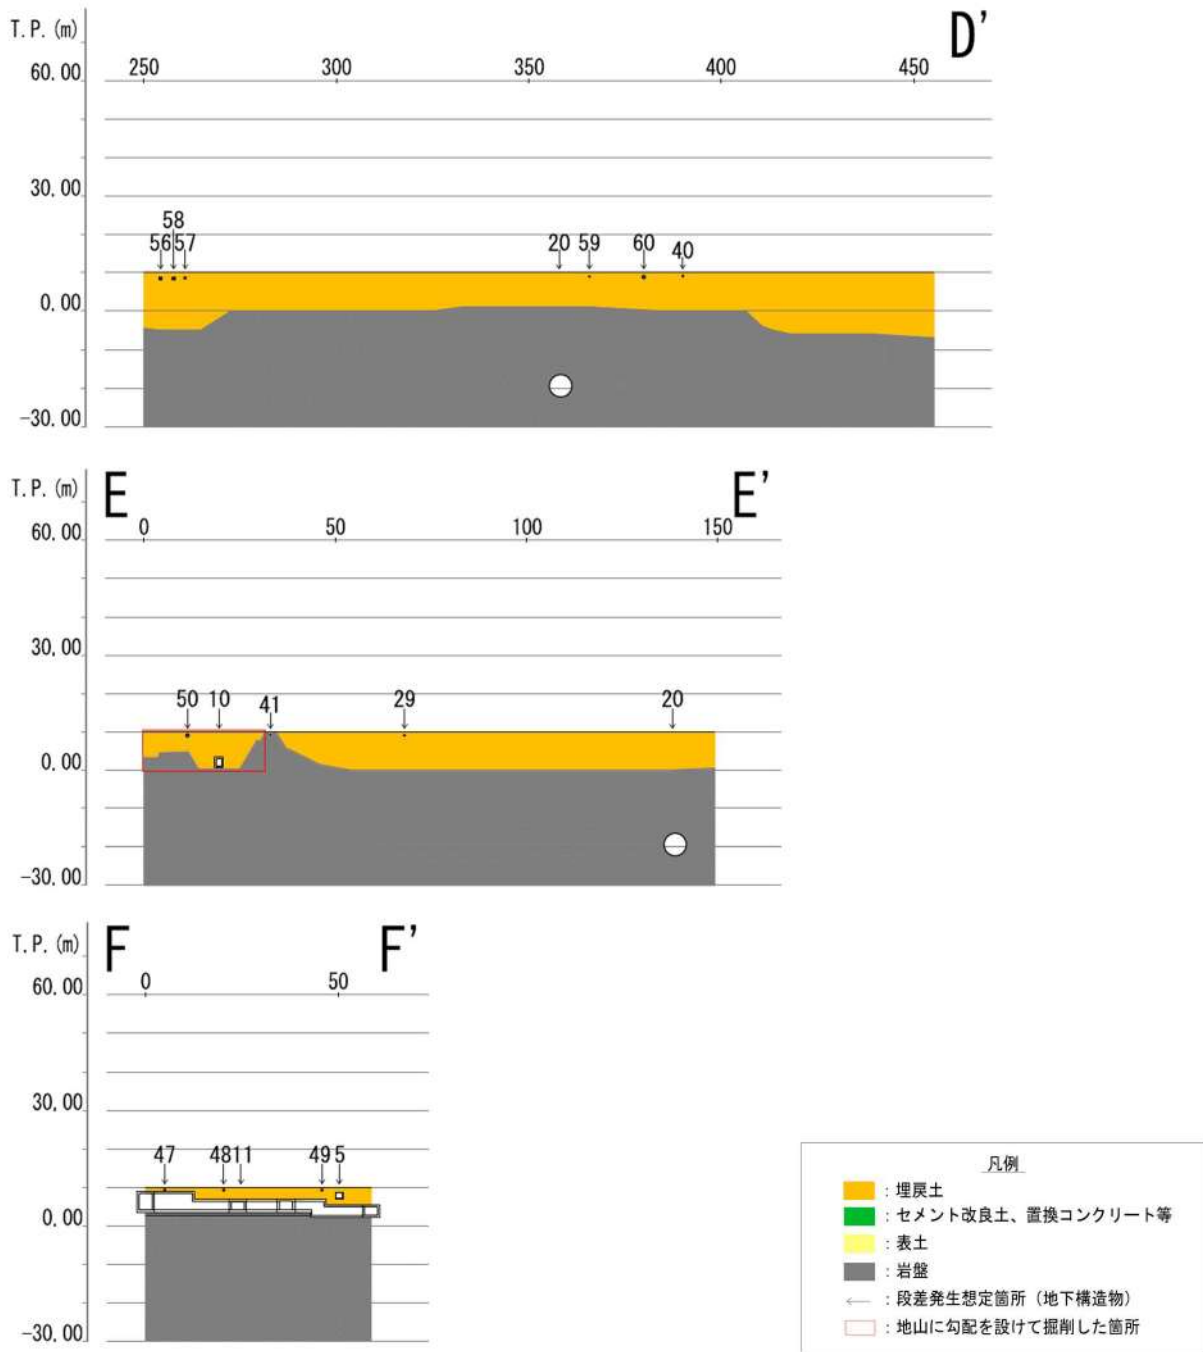 T.P.(m)
D'
60.00
250 300 350 400 450
30.00
58
56 57 20 59 60 40
0.00
-30.00
T.P.(m)
E E'
0 50 100 150
60.00
30.00
50 10 41 29 20
0.00
-30.00
T.P.(m)
F F'
0 50
60.00
30.00
47 48 11 49 5
0.00
-30.00
凡例
：埋戻土
：セメント改良土、置換コンクリート等
：表土
：岩盤
：段差発生想定箇所（地下構造物）
：地山に勾配を設けて掘削した箇所